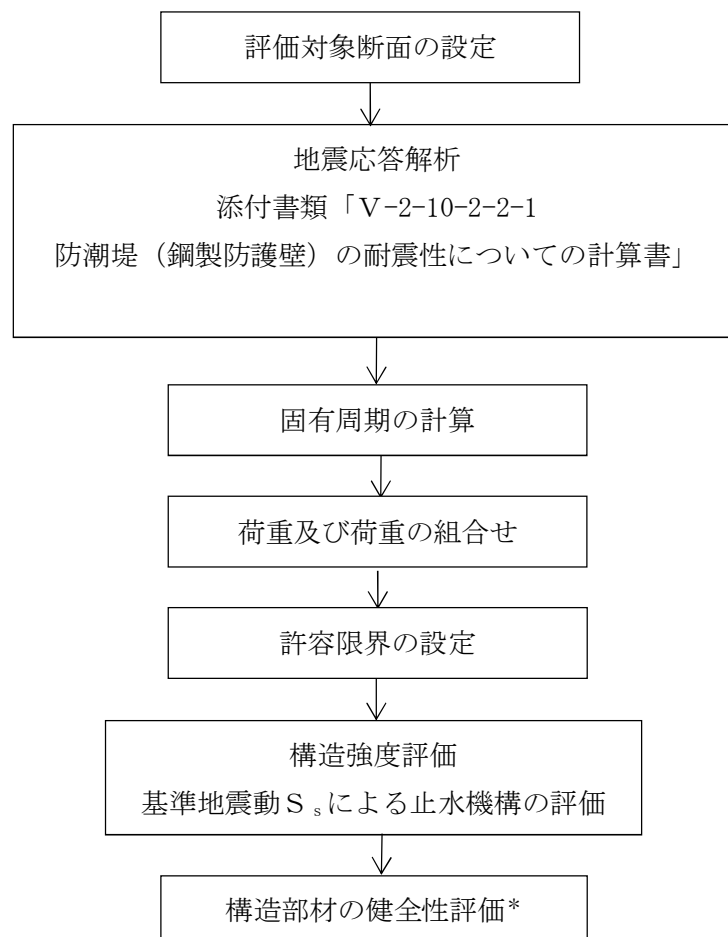 評価対象断面の設定
地震応答解析
添付書類「Ⅴ-2-10-2-2-1
防潮堤（鋼製防護壁）の耐震性についての計算書」
固有周期の計算
荷重及び荷重の組合せ
許容限界の設定
構造強度評価
基準地震動Ｓｓによる止水機構の評価
構造部材の健全性評価*